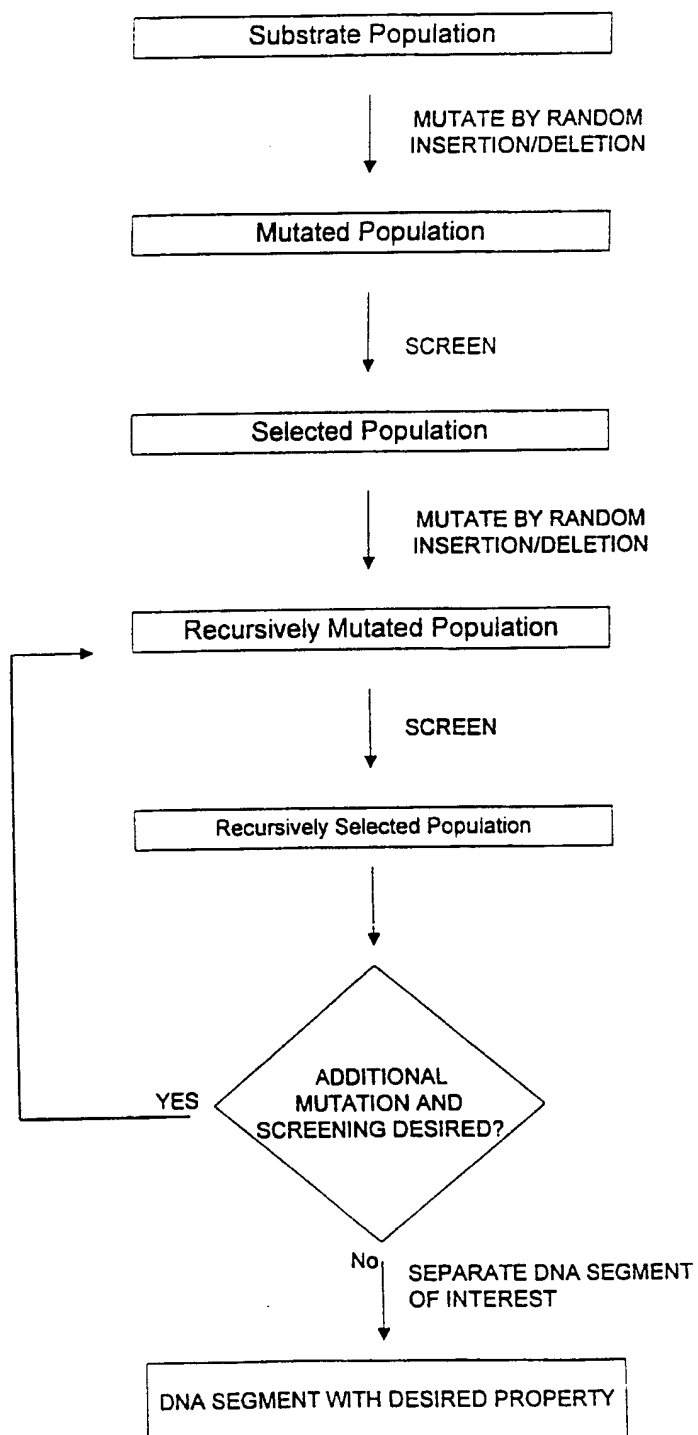 Substrate Population
MUTATE BY RANDOM
INSERTION/DELETION
Mutated Population
SCREEN
Selected Population
MUTATE BY RANDOM
INSERTION/DELETION
Recursively Mutated Population
SCREEN
Recursively Selected Population
ADDITIONAL
MUTATION AND
SCREENING DESIRED?
YES
No
SEPARATE DNA SEGMENT
OF INTEREST
DNA SEGMENT WITH DESIRED PROPERTY